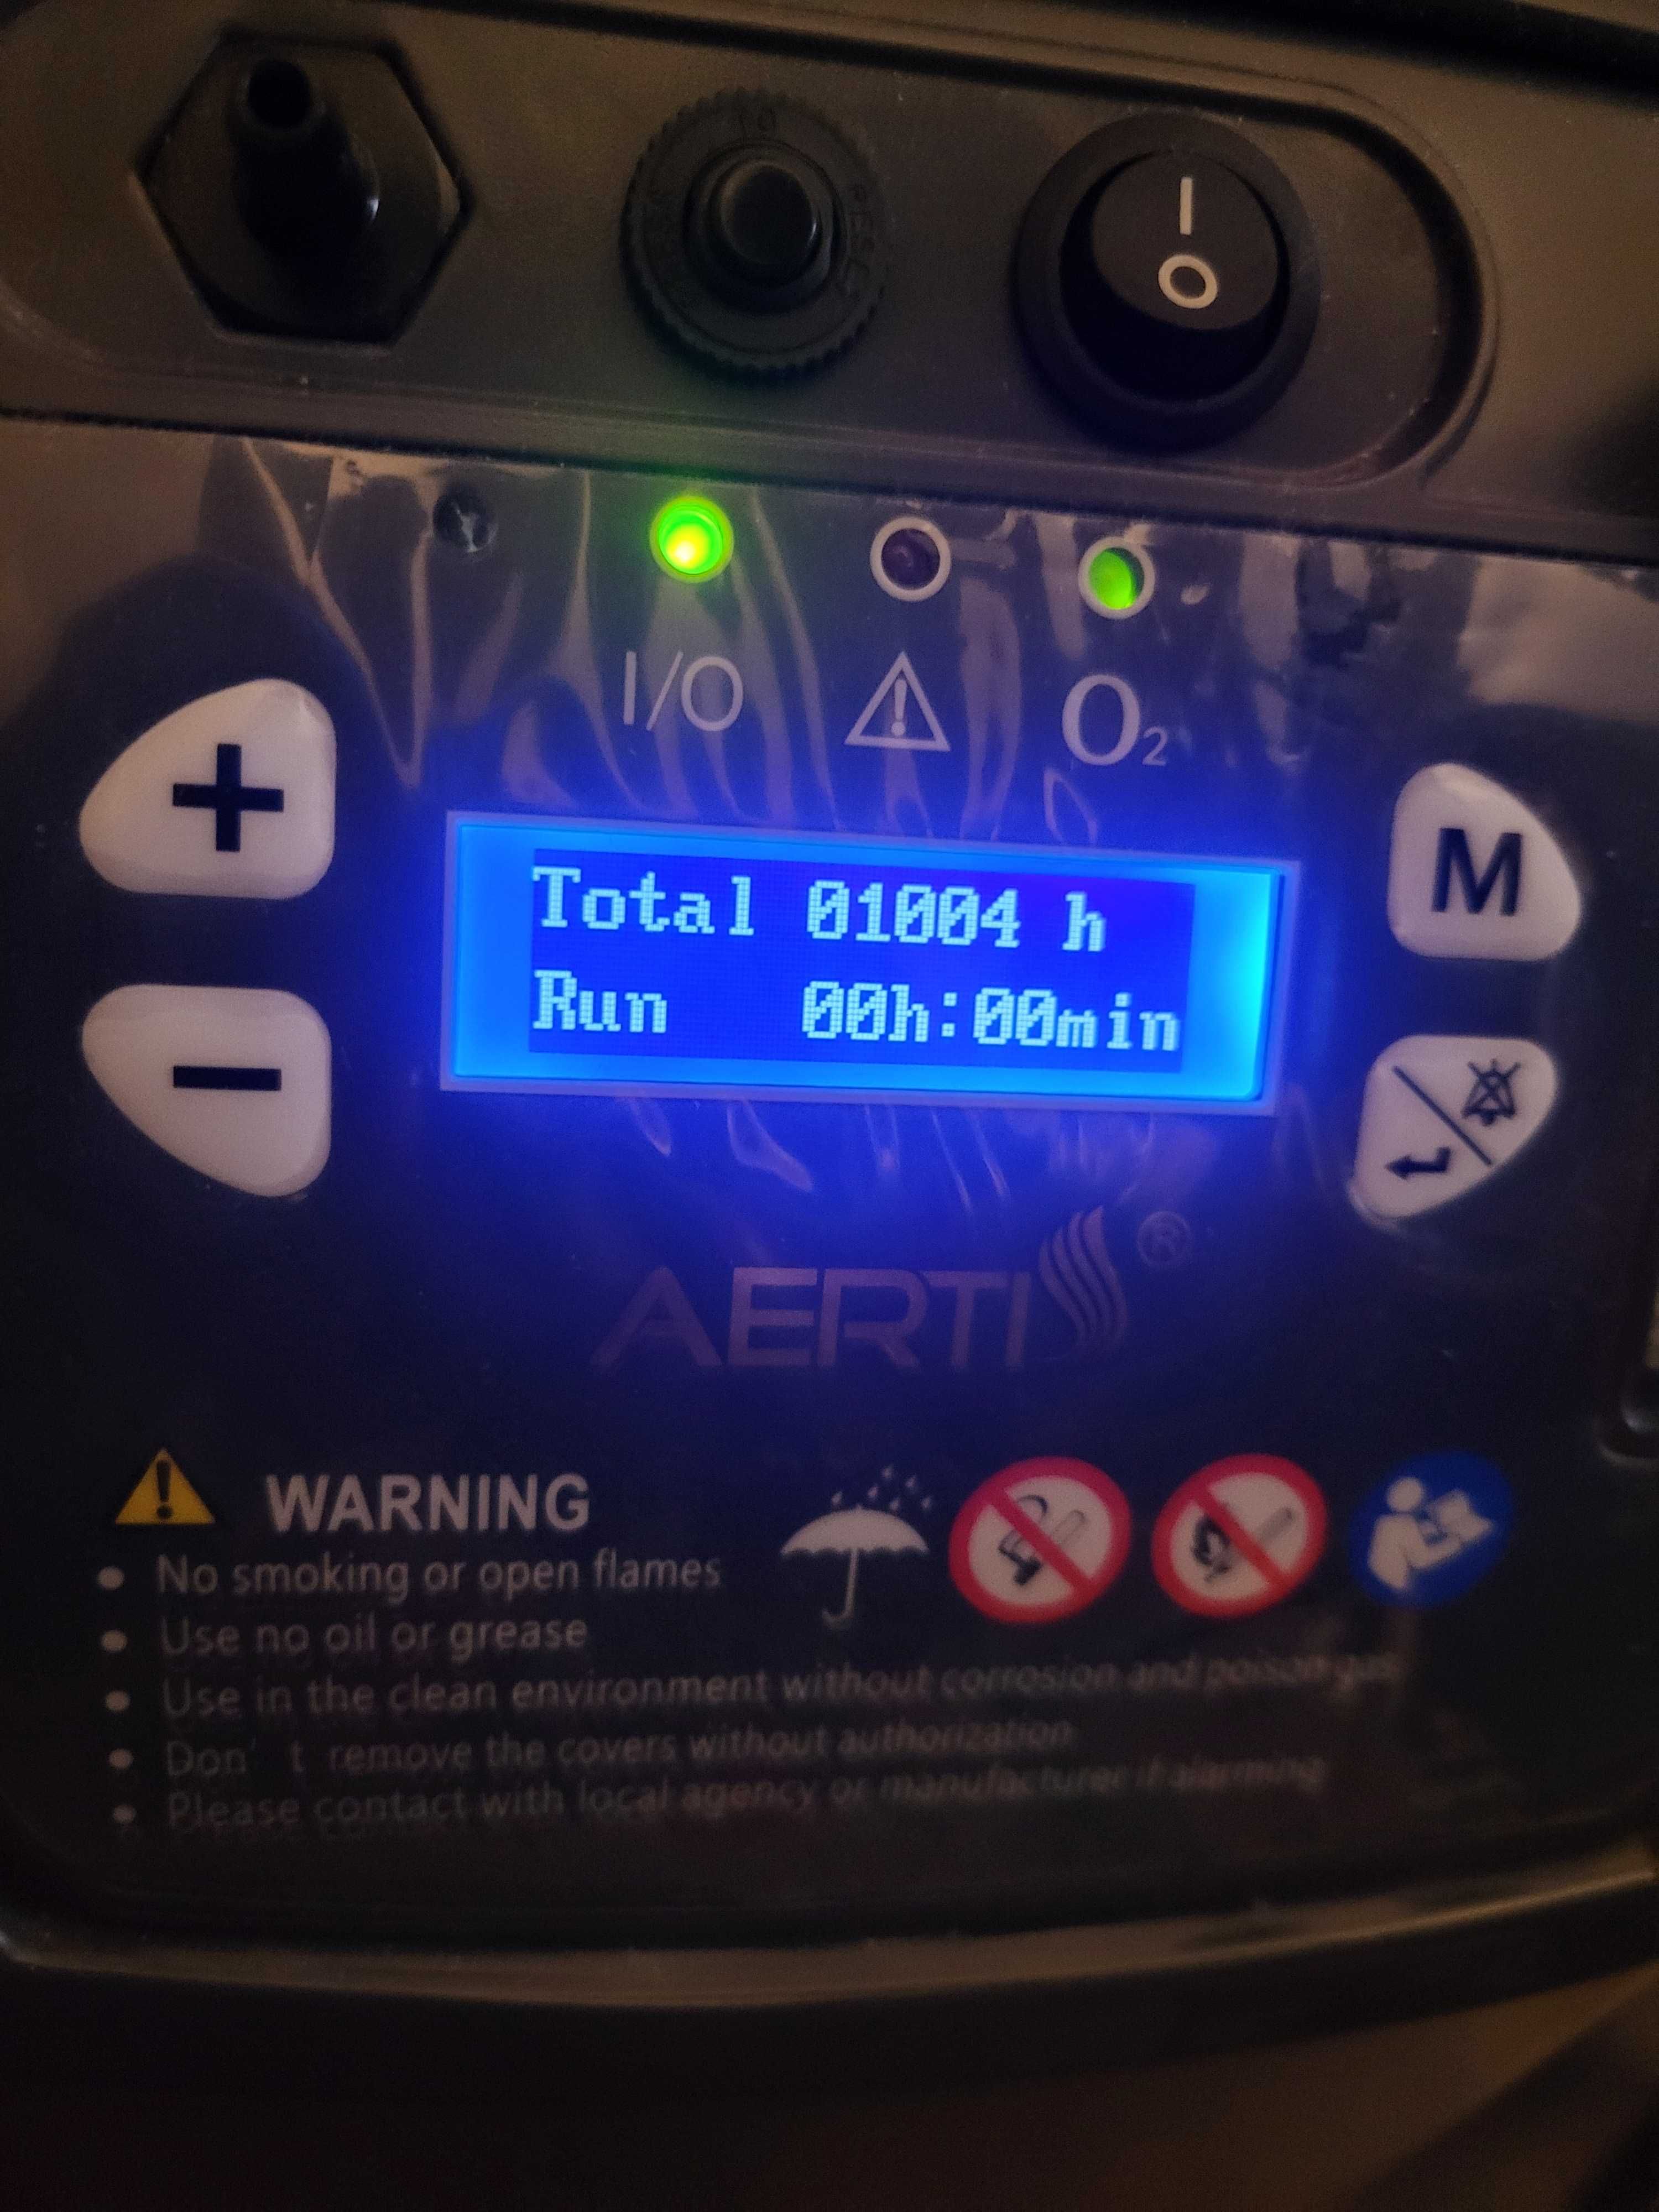 10
RESET
I
O
I/O
O₂
+
M
Total 01004 h
Run 00h:00min
−
AERTI
®
WARNING
• No smoking or open flames
• Use no oil or grease
• Use in the clean environment without corrosion and poison gas
• Don' t remove the covers without authorization
• Please contact with local agency or manufacturer if alarming